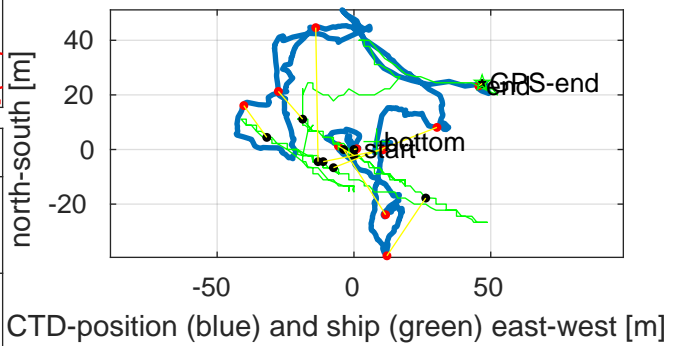 40
GPS-end
end
20
0
bottom
start
-20
north-south [m]
-50
0
50
CTD-position (blue) and ship (green) east-west [m]